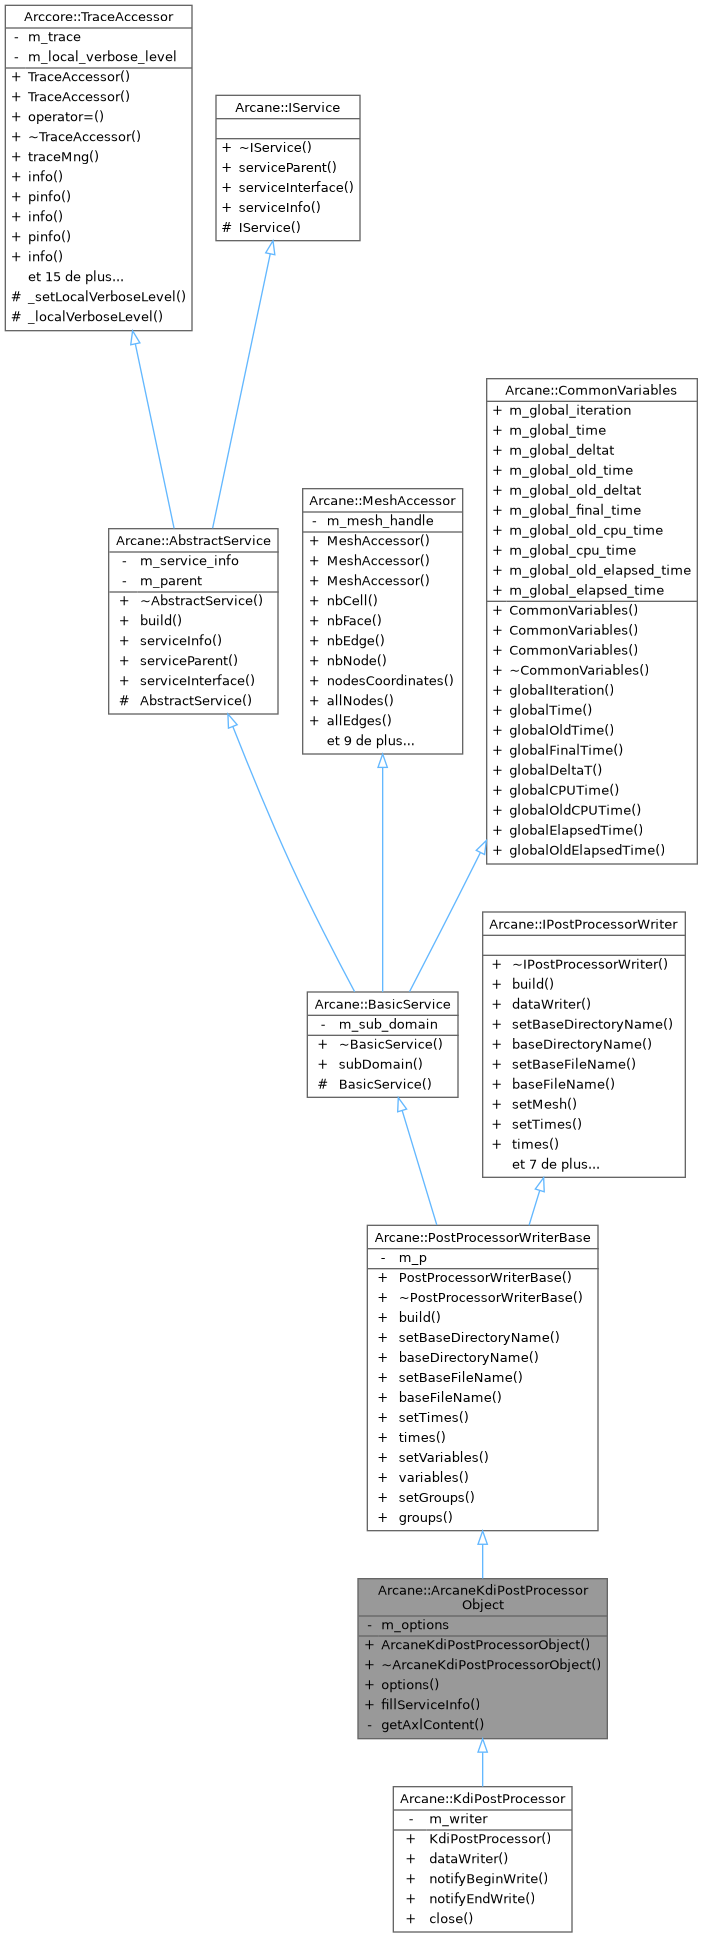 Arccore::TraceAccessor
- m_trace
- m_local_verbose_level
+ TraceAccessor()
+ TraceAccessor()
+ operator=()
+ ~TraceAccessor()
+ traceMng()
+ info()
+ pinfo()
+ info()
+ pinfo()
+ info()
et 15 de plus...
# _setLocalVerboseLevel()
# _localVerboseLevel()
Arcane::IService
+ ~IService()
+ serviceParent()
+ serviceInterface()
+ serviceInfo()
# IService()
Arcane::CommonVariables
+ m_global_iteration
+ m_global_time
+ m_global_deltat
+ m_global_old_time
+ m_global_old_deltat
+ m_global_final_time
+ m_global_old_cpu_time
+ m_global_cpu_time
+ m_global_old_elapsed_time
+ m_global_elapsed_time
+ CommonVariables()
+ CommonVariables()
+ CommonVariables()
+ ~CommonVariables()
+ globalIteration()
+ globalTime()
+ globalOldTime()
+ globalFinalTime()
+ globalDeltaT()
+ globalCPUTime()
+ globalOldCPUTime()
+ globalElapsedTime()
+ globalOldElapsedTime()
Arcane::MeshAccessor
- m_mesh_handle
+ MeshAccessor()
+ MeshAccessor()
+ MeshAccessor()
+ nbCell()
+ nbFace()
+ nbEdge()
+ nbNode()
+ nodesCoordinates()
+ allNodes()
+ allEdges()
et 9 de plus...
Arcane::AbstractService
- m_service_info
- m_parent
+ ~AbstractService()
+ build()
+ serviceInfo()
+ serviceParent()
+ serviceInterface()
# AbstractService()
Arcane::IPostProcessorWriter
+ ~IPostProcessorWriter()
+ build()
+ dataWriter()
+ setBaseDirectoryName()
+ baseDirectoryName()
+ setBaseFileName()
+ baseFileName()
+ setMesh()
+ setTimes()
+ times()
et 7 de plus...
Arcane::BasicService
- m_sub_domain
+ ~BasicService()
+ subDomain()
# BasicService()
Arcane::PostProcessorWriterBase
- m_p
+ PostProcessorWriterBase()
+ ~PostProcessorWriterBase()
+ build()
+ setBaseDirectoryName()
+ baseDirectoryName()
+ setBaseFileName()
+ baseFileName()
+ setTimes()
+ times()
+ setVariables()
+ variables()
+ setGroups()
+ groups()
Arcane::ArcaneKdiPostProcessor
Object
- m_options
+ ArcaneKdiPostProcessorObject()
+ ~ArcaneKdiPostProcessorObject()
+ options()
+ fillServiceInfo()
- getAxlContent()
Arcane::KdiPostProcessor
- m_writer
+ KdiPostProcessor()
+ dataWriter()
+ notifyBeginWrite()
+ notifyEndWrite()
+ close()